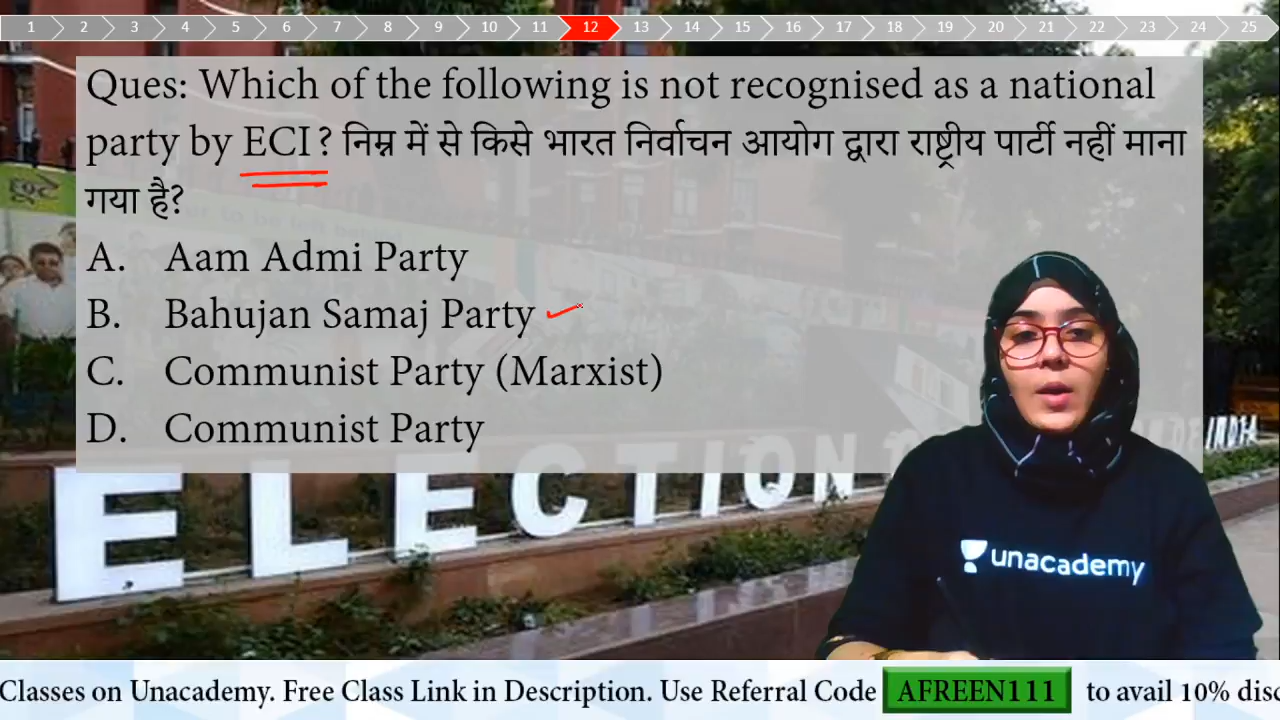 1 2 3 4 5 6 7 8 9 10 11 12 13 14 15 16 17 18 19 20 21 22 23 24 25
Ques: Which of the following is not recognised as a national
party by ECI? निम्न में से किसे भारत निर्वाचन आयोग द्वारा राष्ट्रीय पार्टी नहीं माना
गया है?
A. Aam Admi Party
B. Bahujan Samaj Party
C. Communist Party (Marxist)
D. Communist Party
ELECTION
INDIA
unacademy
Classes on Unacademy. Free Class Link in Description. Use Referral Code AFREEN111 to avail 10% disc